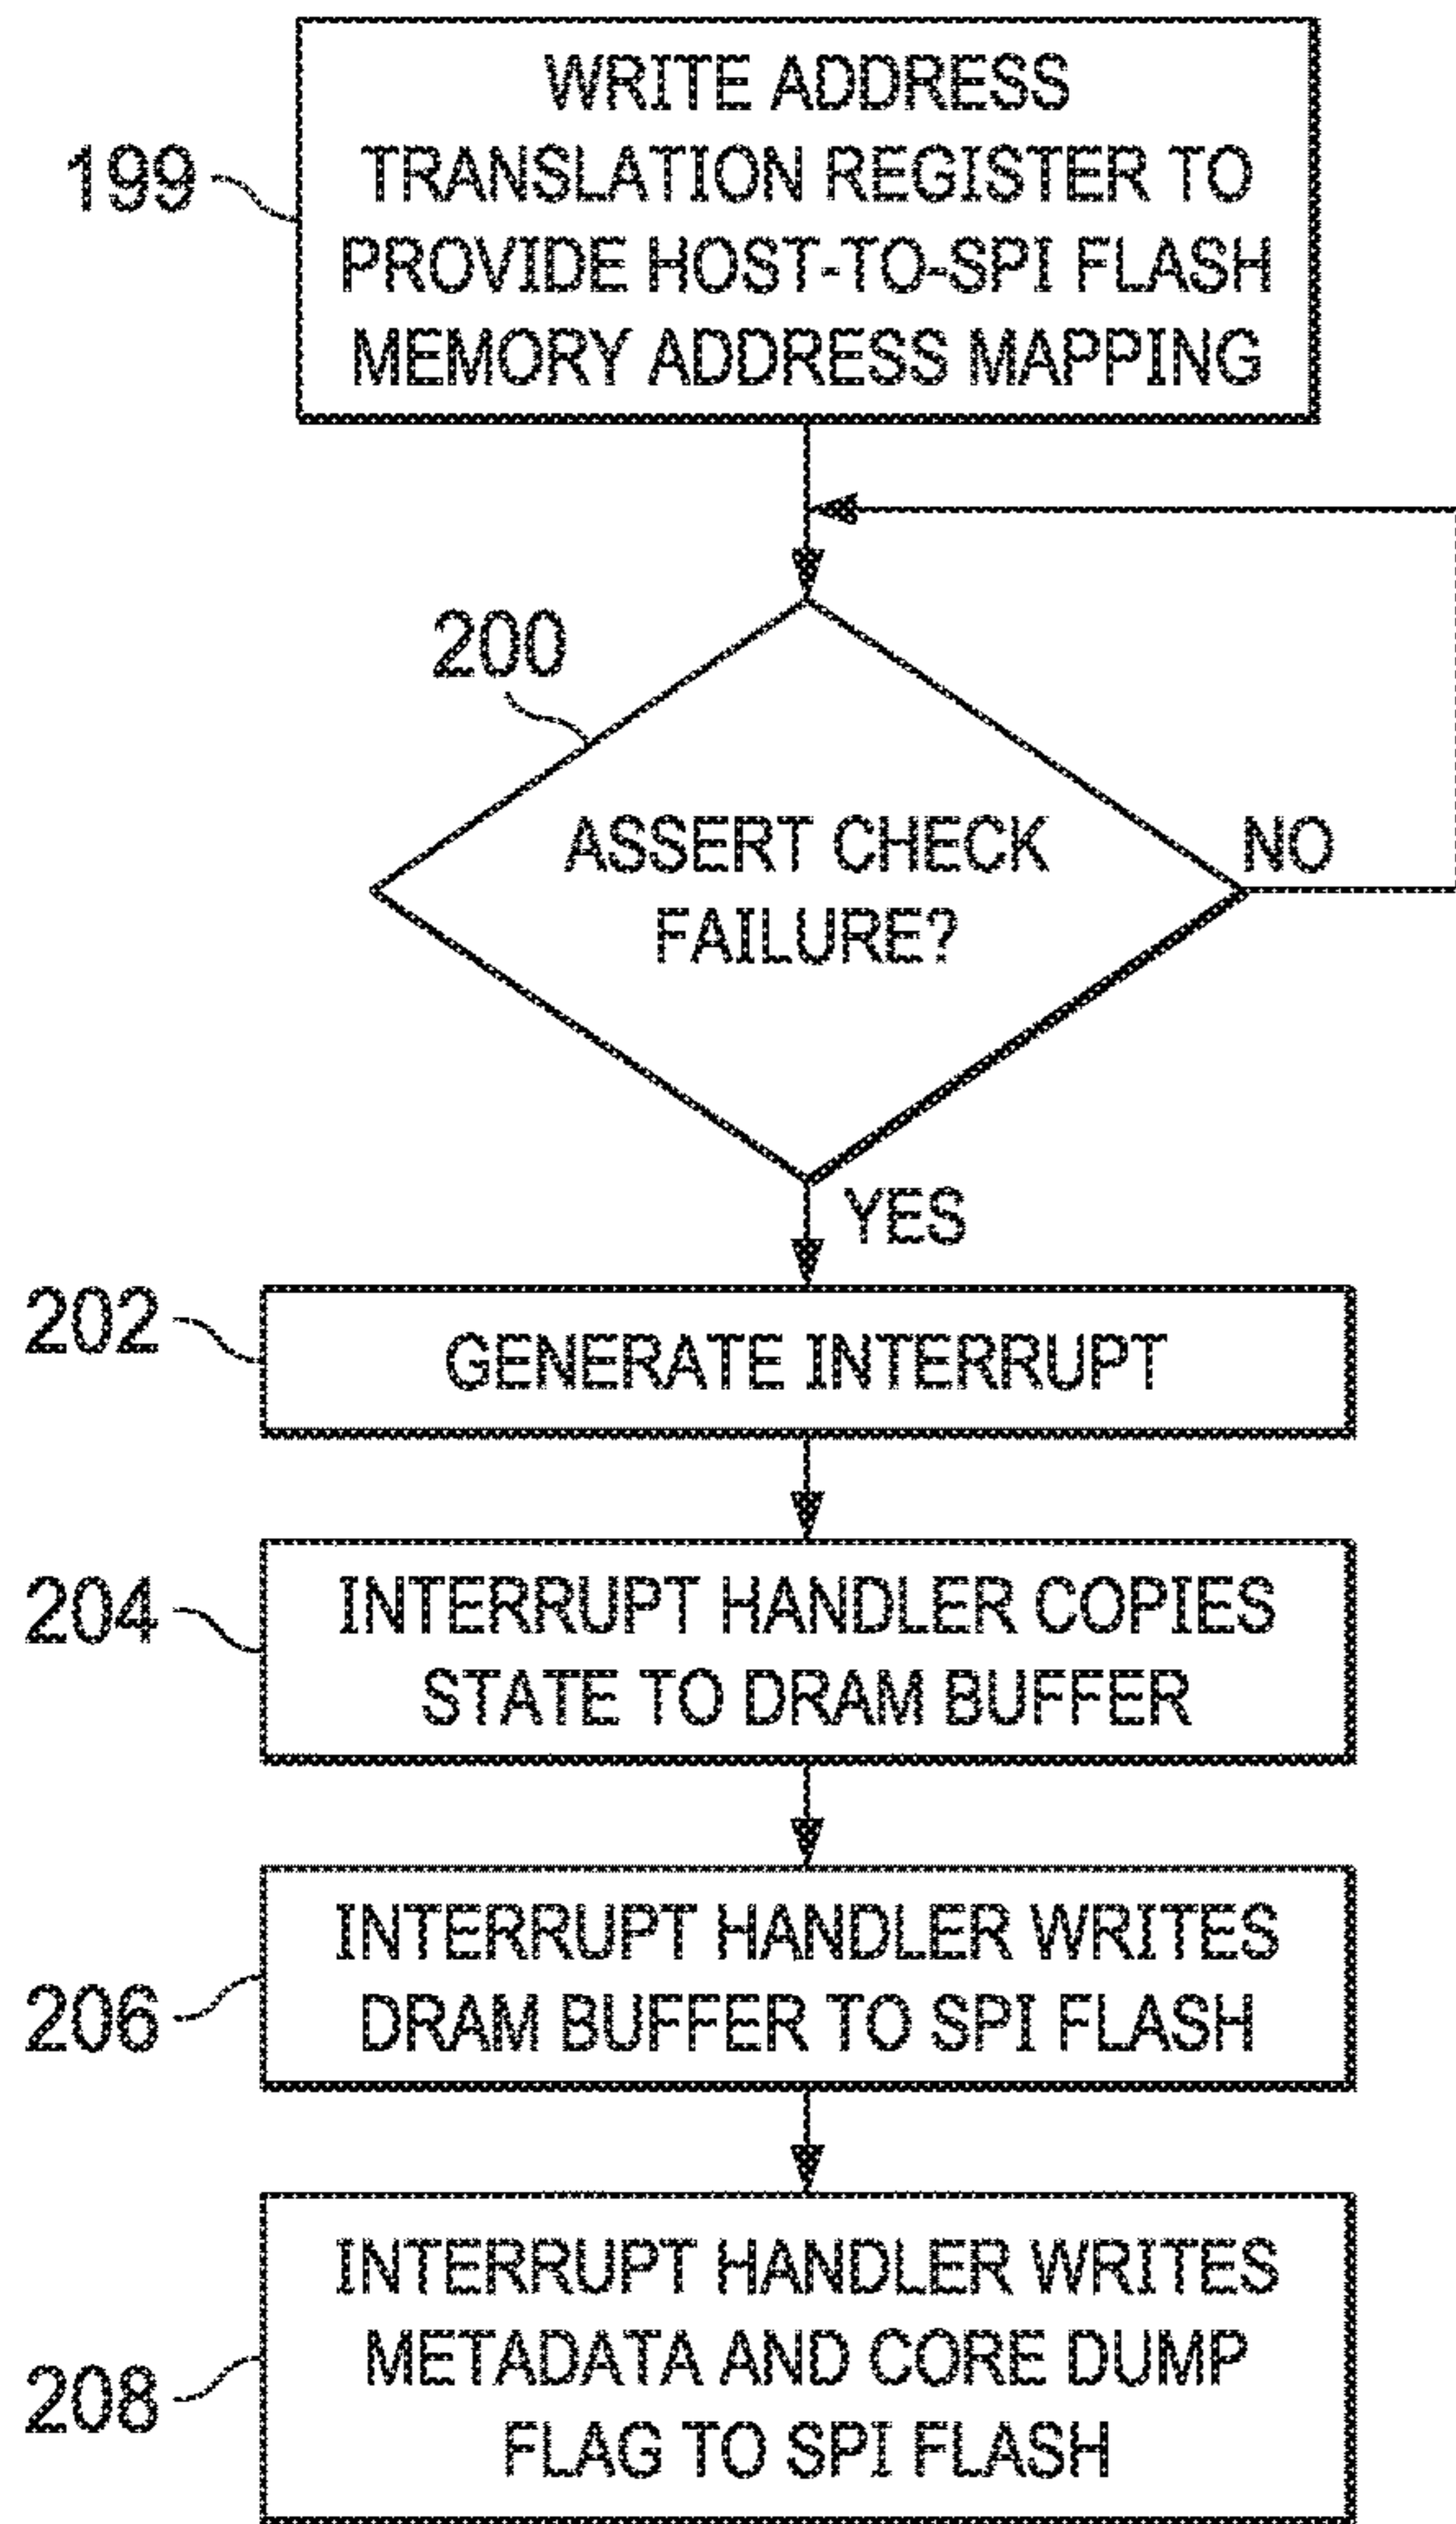 WRITE ADDRESS
199
TRANSLATION REGISTER TO
PROVIDE HOST-TO-SPI FLASH
MEMORY ADDRESS MAPPING
200
ASSERT CHECK
FAILURE?
NO
YES
202
GENERATE INTERRUPT
204
INTERRUPT HANDLER COPIES
STATE TO DRAM BUFFER
206
INTERRUPT HANDLER WRITES
DRAM BUFFER TO SPI FLASH
208
INTERRUPT HANDLER WRITES
METADATA AND CORE DUMP
FLAG TO SPI FLASH